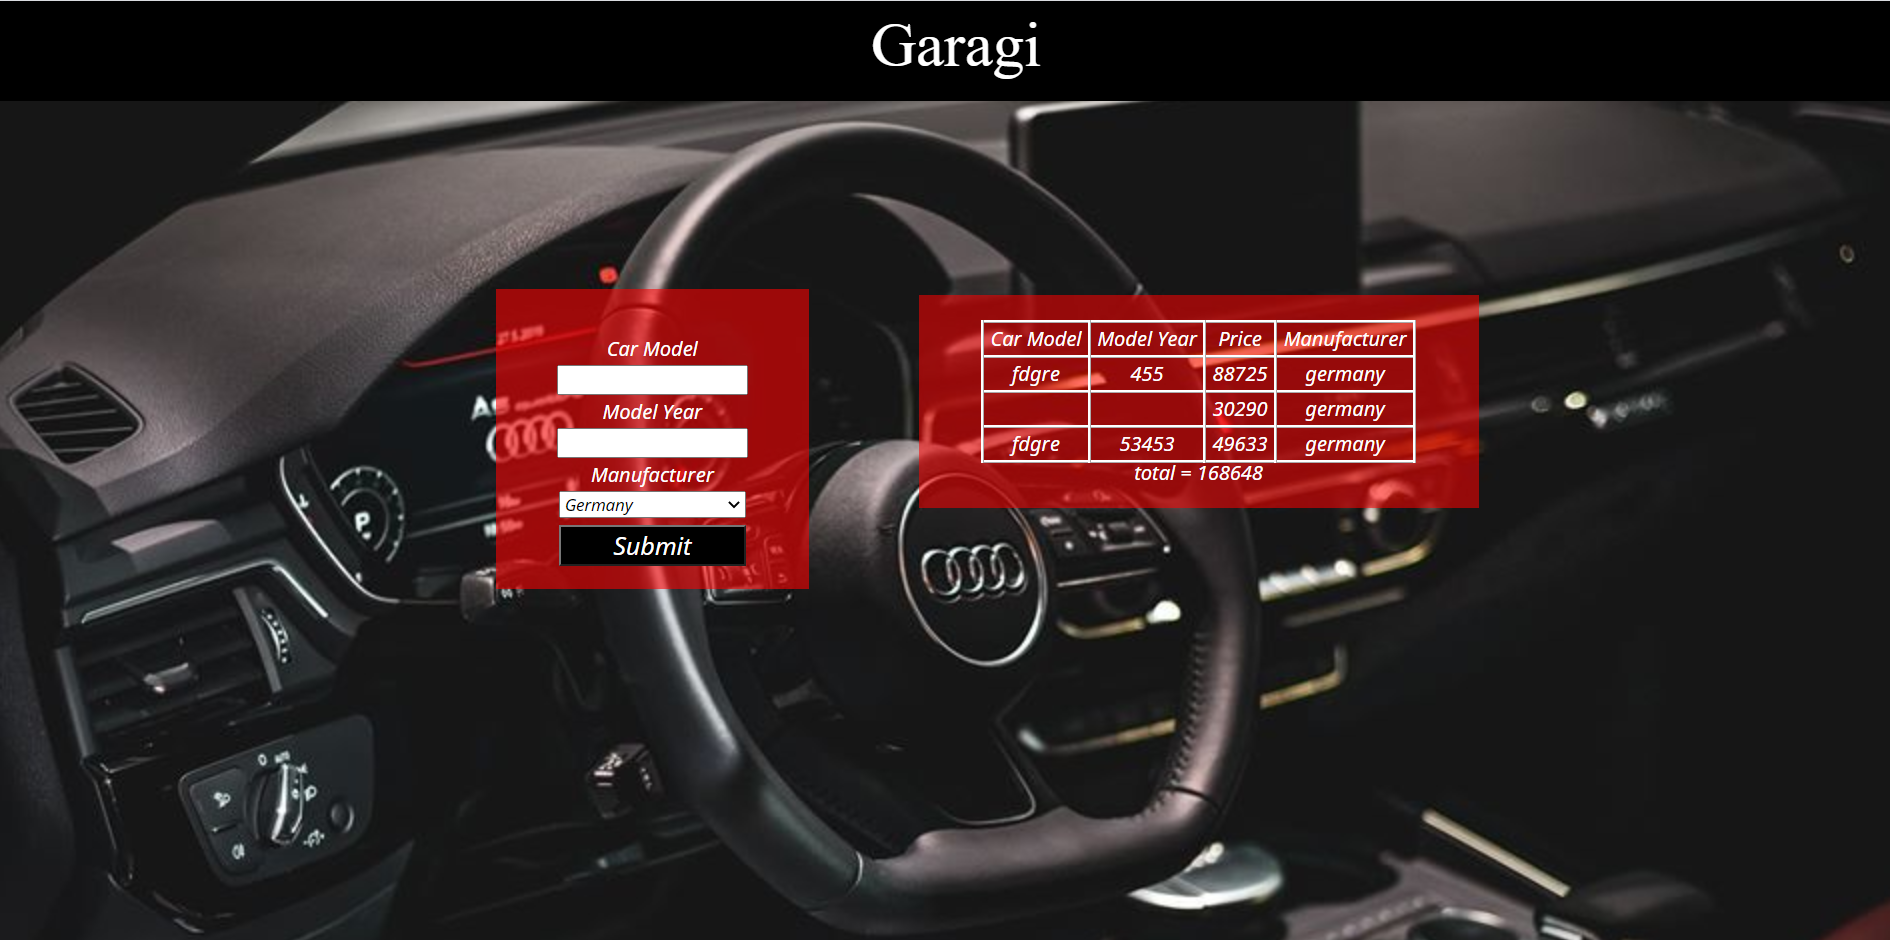 Garagi
Car Model
Model Year
Manufacturer
Germany
Submit
Car Model Model Year Price Manufacturer
fdgre 455 88725 germany
30290 germany
fdgre 53453 49633 germany
total = 168648
P